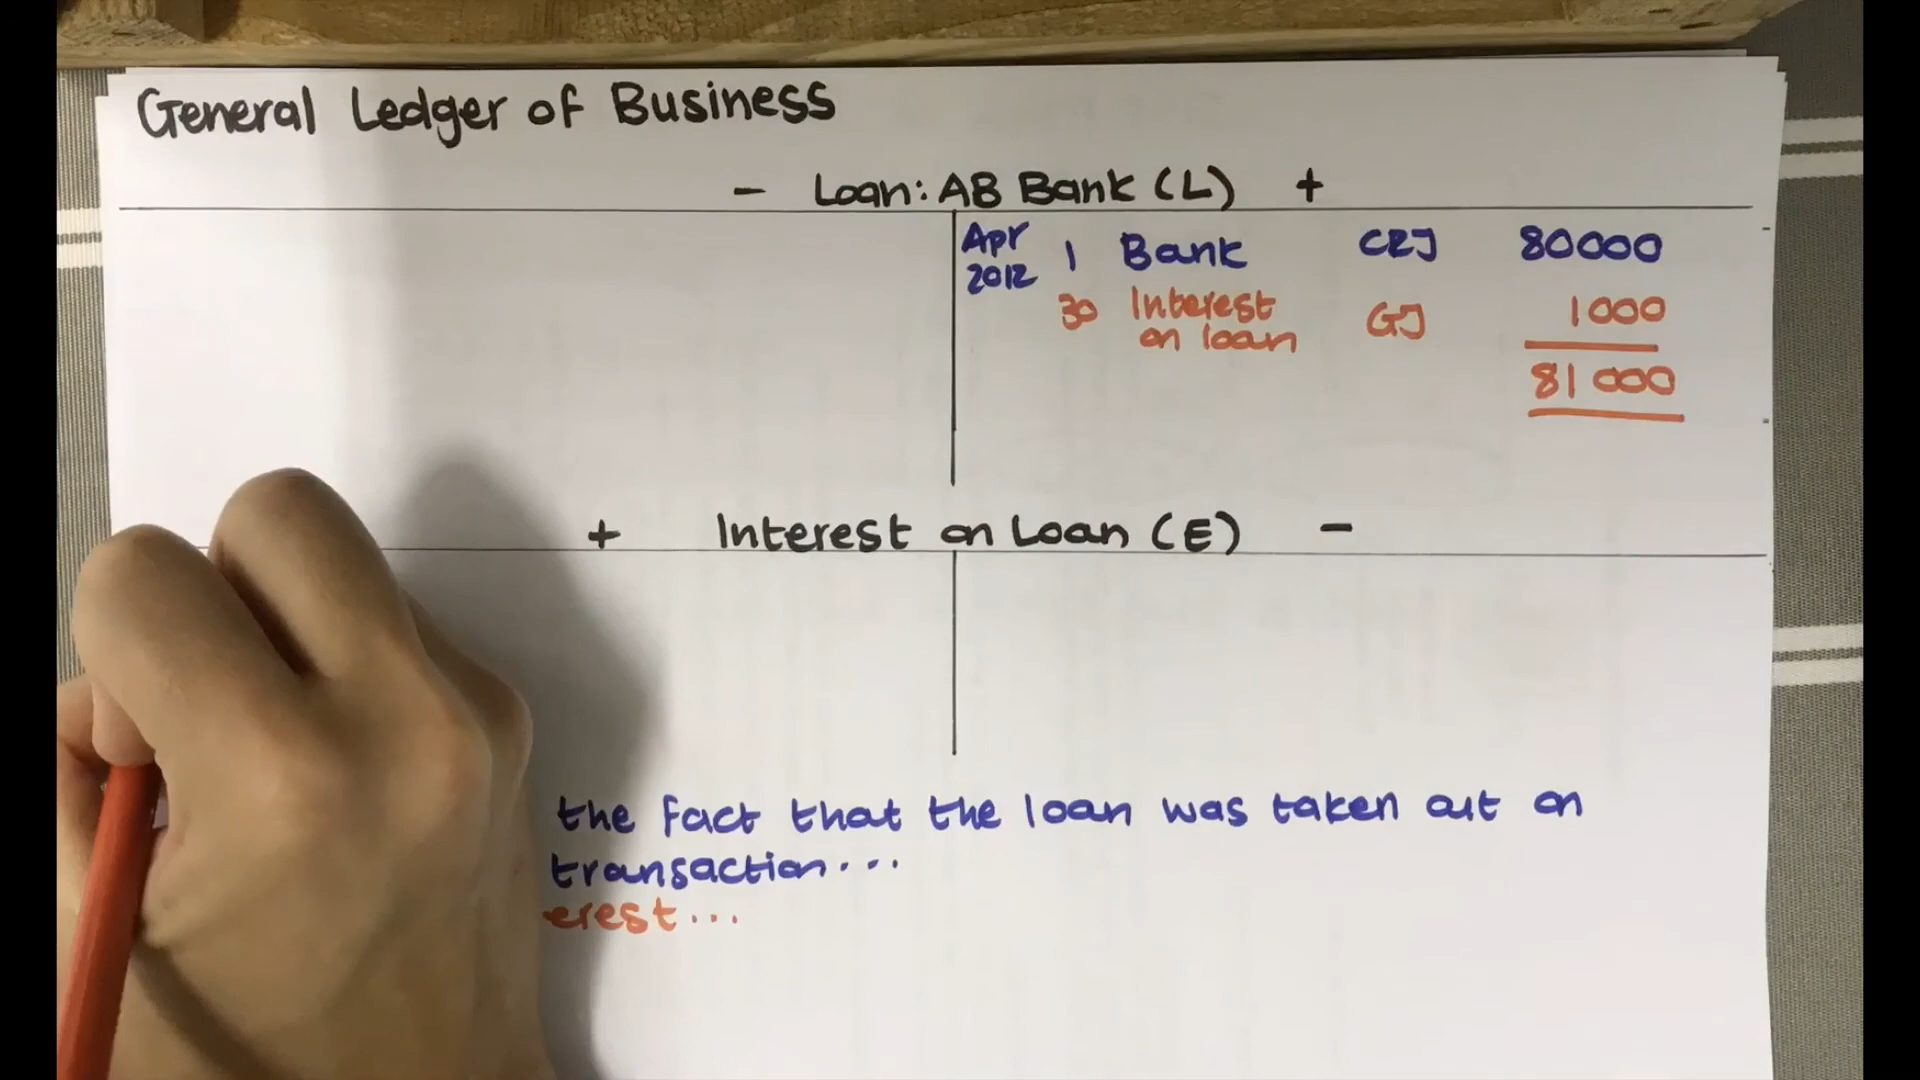 General Ledger of Business
- Loan: AB Bank (L) +
Apr 1 Bank CRJ 80000
2012
30 Interest GJ 1000
on loan
81 000
+ Interest on Loan (E) -
the fact that the loan was taken out on
transaction...
erest...